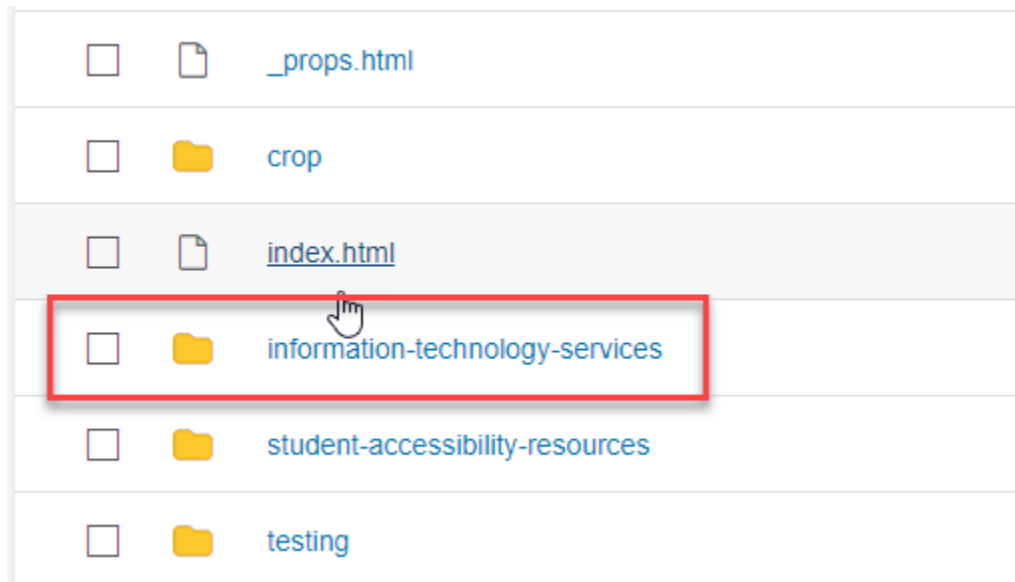 _props.html
crop
index.html
information-technology-services
student-accessibility-resources
testing